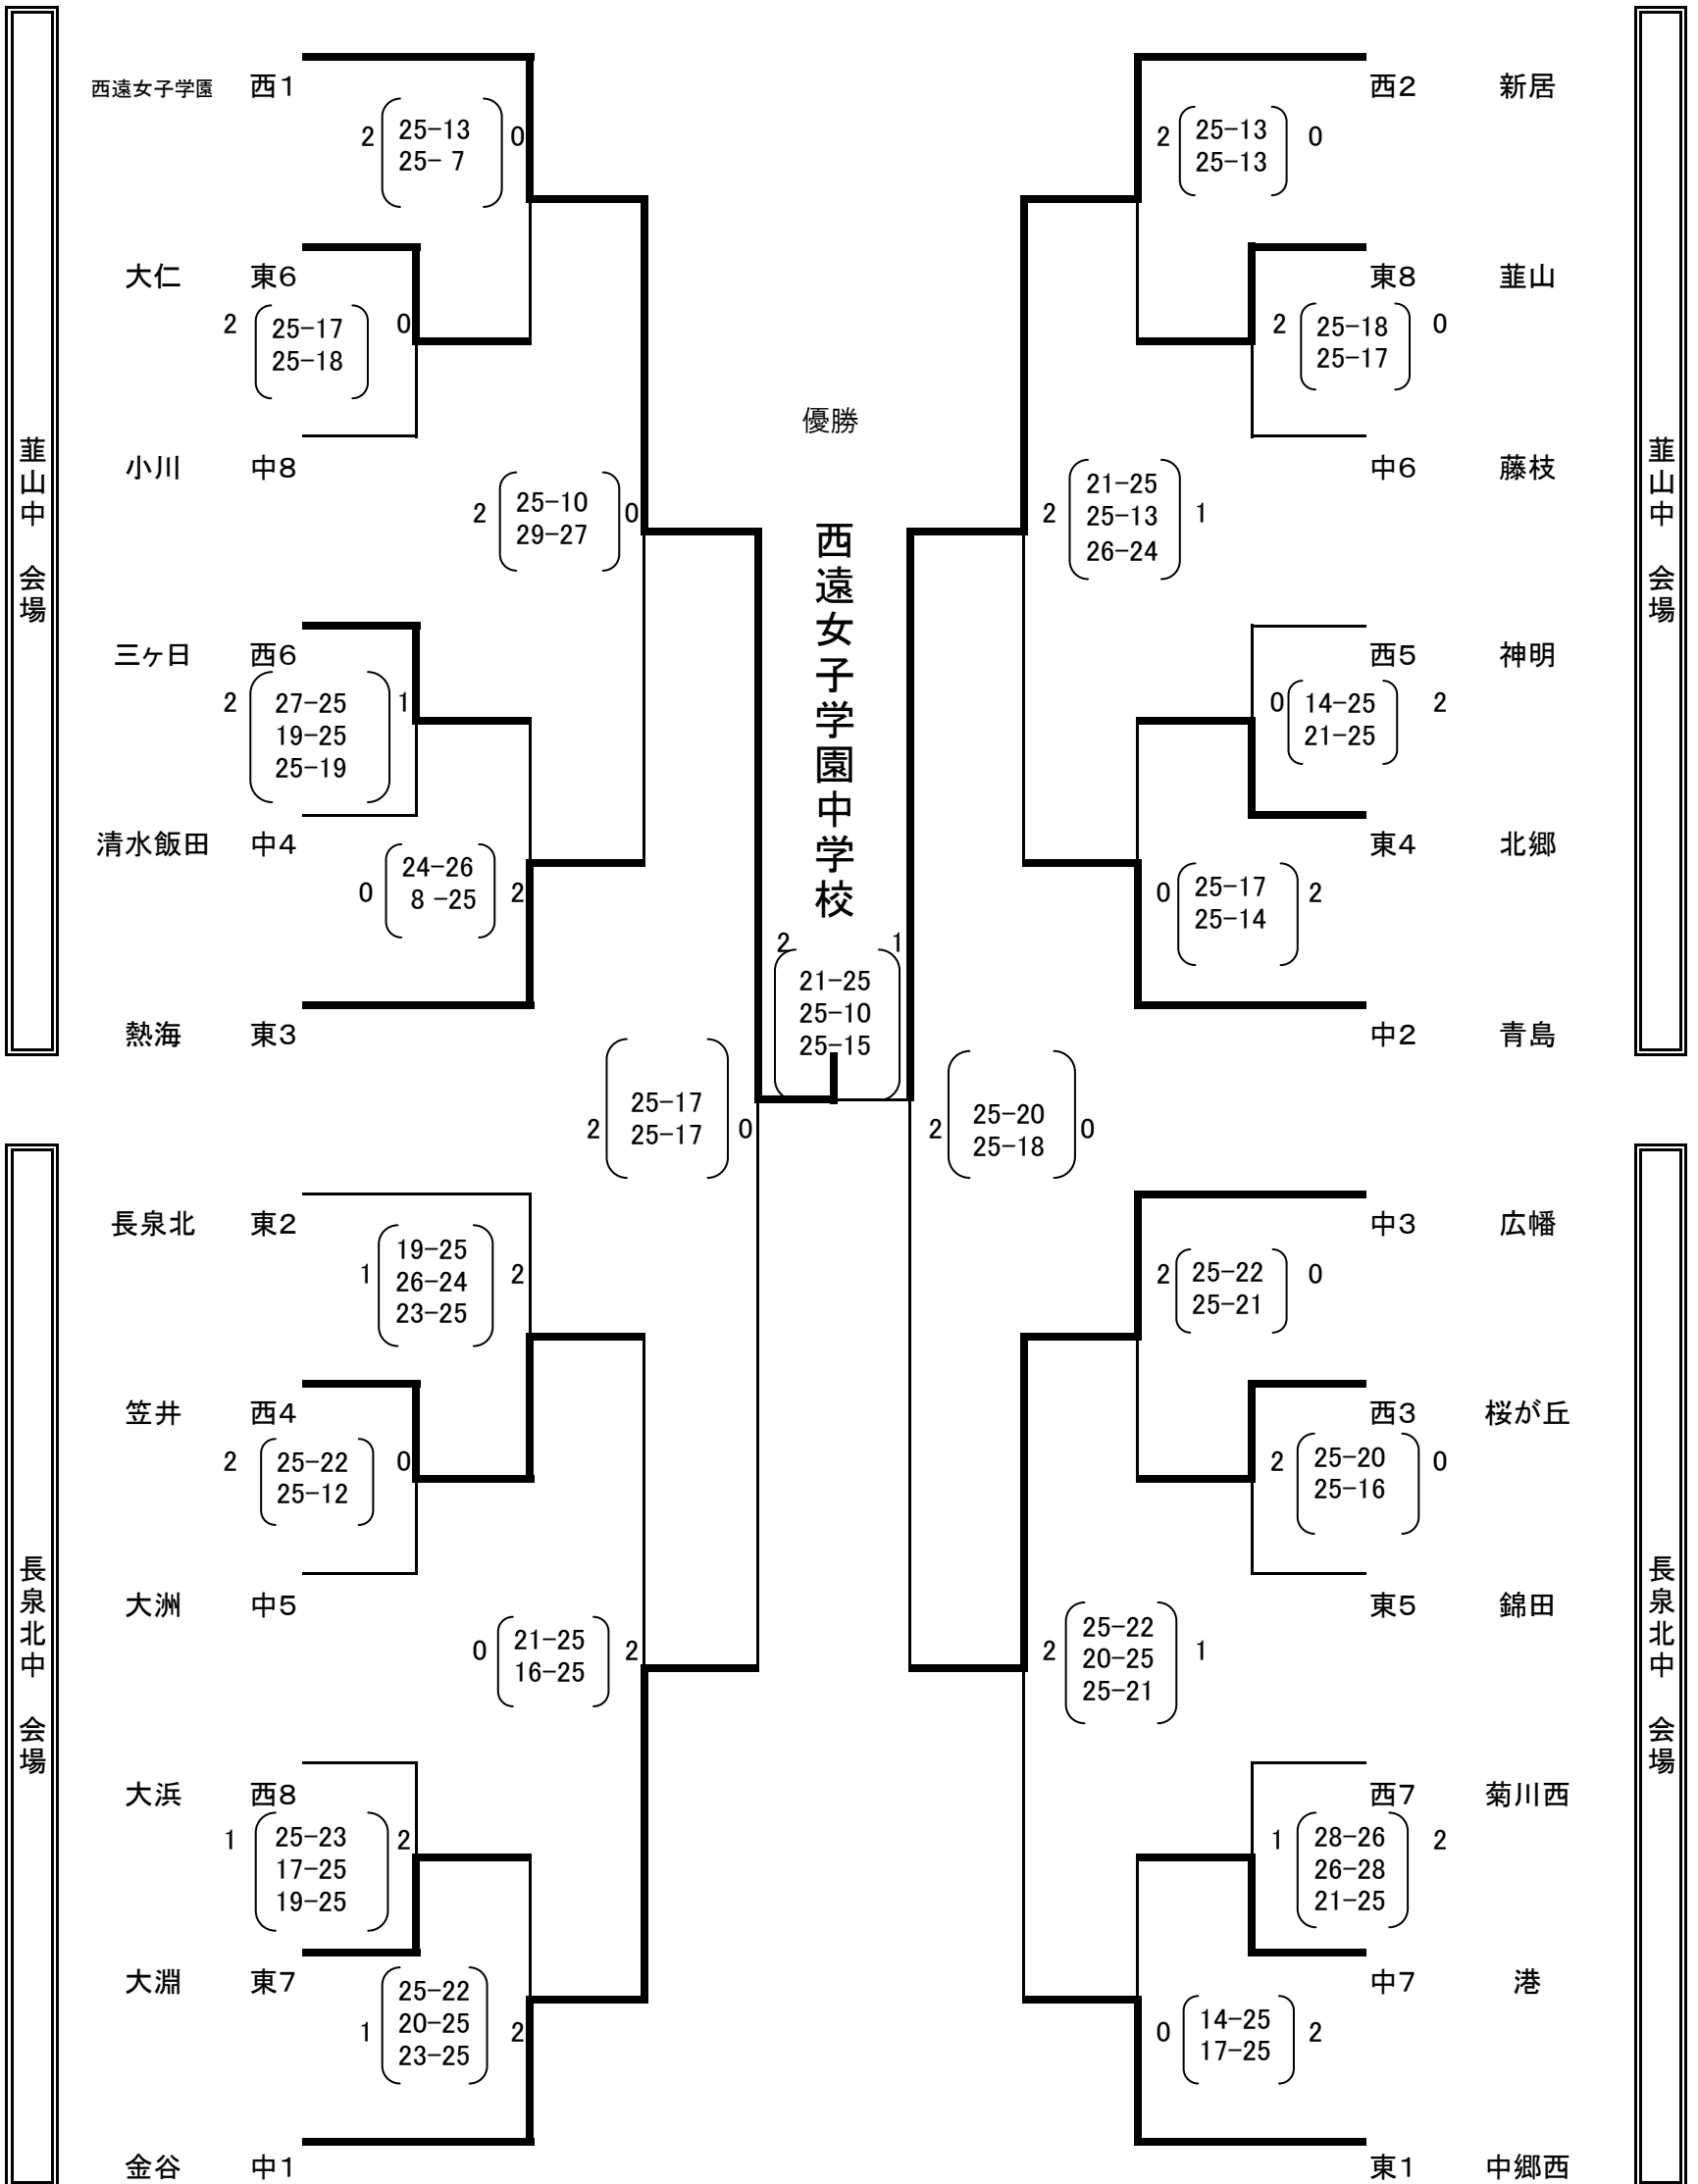 西遠女子学園 西1
2 25-13 0
25- 7
大仁 東6
2 25-17 0
25-18
小川 中8
2 25-10 0
29-27
三ヶ日 西6
2 27-25 1
19-25
25-19
清水飯田 中4
0 24-26 2
8 -25
熱海 東3
韮山中 会場
2 25-17 0
25-17
長泉北 東2
1 19-25 2
26-24
23-25
笠井 西4
2 25-22 0
25-12
大洲 中5
0 21-25 2
16-25
大浜 西8
1 25-23 2
17-25
19-25
大淵 東7
1 25-22 2
20-25
23-25
金谷 中1
長泉北中 会場
優勝
西遠女子学園中学校
2 1
21-25
25-10
25-15
西2 新居
2 25-13 0
25-13
東8 韮山
2 25-18 0
25-17
中6 藤枝
2 21-25 1
25-13
26-24
西5 神明
0 14-25 2
21-25
東4 北郷
0 25-17 2
25-14
中2 青島
韮山中 会場
2 25-20 0
25-18
中3 広幡
2 25-22 0
25-21
西3 桜が丘
2 25-20 0
25-16
東5 錦田
2 25-22 1
20-25
25-21
西7 菊川西
1 28-26 2
26-28
21-25
中7 港
0 14-25 2
17-25
東1 中郷西
長泉北中 会場